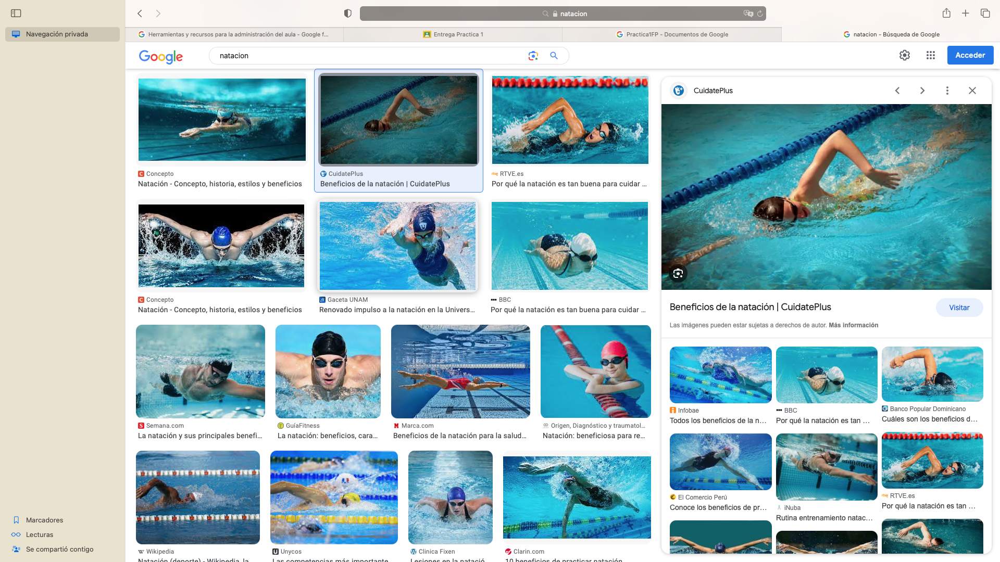 natacion
Navegación privada
Herramientas y recursos para la administración del aula - Google f...
Entrega Practica 1
Practica1FP - Documentos de Google
natacion - Búsqueda de Google
Google
natacion
Acceder
Concepto
Natación - Concepto, historia, estilos y beneficios
CuidatePlus
Beneficios de la natación | CuidatePlus
RTVE.es
Por qué la natación es tan buena para cuidar ...
Concepto
Natación - Concepto, historia, estilos y beneficios
Gaceta UNAM
Renovado impulso a la natación en la Univers...
BBC
Por qué la natación es tan buena para cuidar ...
Semana.com
La natación y sus principales benefi...
GuíaFitness
La natación: beneficios, cara...
Marca.com
Beneficios de la natación para la salud...
Origen, Diagnóstico y traumatol...
Natación: beneficiosa para re...
Wikipedia
Natación (deporte) - Wikipedia, la
Unycos
Las competencias más importante
Clinica Fixen
Lesiones en la natació
Clarin.com
10 beneficios de practicar natación
CuidatePlus
Beneficios de la natación | CuidatePlus
Visitar
Las imágenes pueden estar sujetas a derechos de autor. Más información
Infobae
Todos los beneficios de la n...
BBC
Por qué la natación es tan ...
Banco Popular Dominicano
Cuáles son los beneficios d...
El Comercio Perú
Conoce los beneficios de pr...
iNuba
Rutina entrenamiento natac...
RTVE.es
Por qué la natación es tan ...
Marcadores
Lecturas
Se compartió contigo